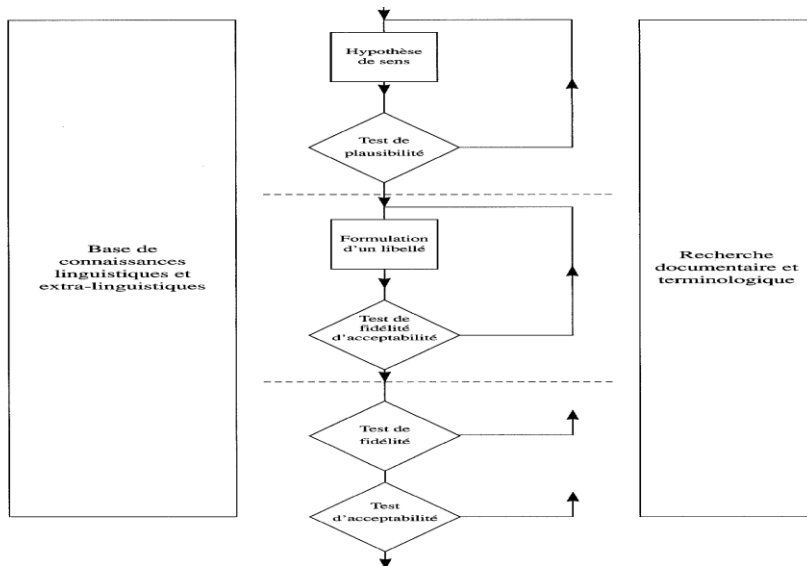 Hypothèse
de sens
Test de
plausibilité
Base de
connaissances
linguistiques et
extra-linguistiques
Formulation
d'un libellé
Recherche
documentaire et
terminologique
Test de
fidélité
d'acceptabilité
Test de
fidélité
Test
d'acceptabilité